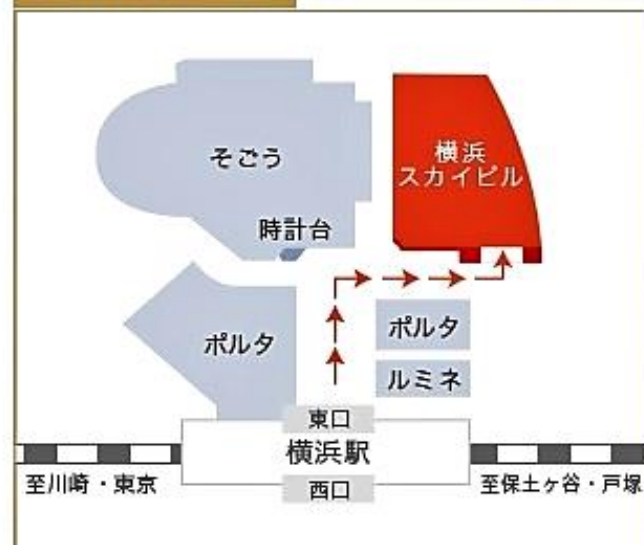 そごう
横浜
スカイビル
時計台
ポルタ
ポルタ
ルミネ
東口
横浜駅
西口
至川崎・東京
至保土ヶ谷・戸塚